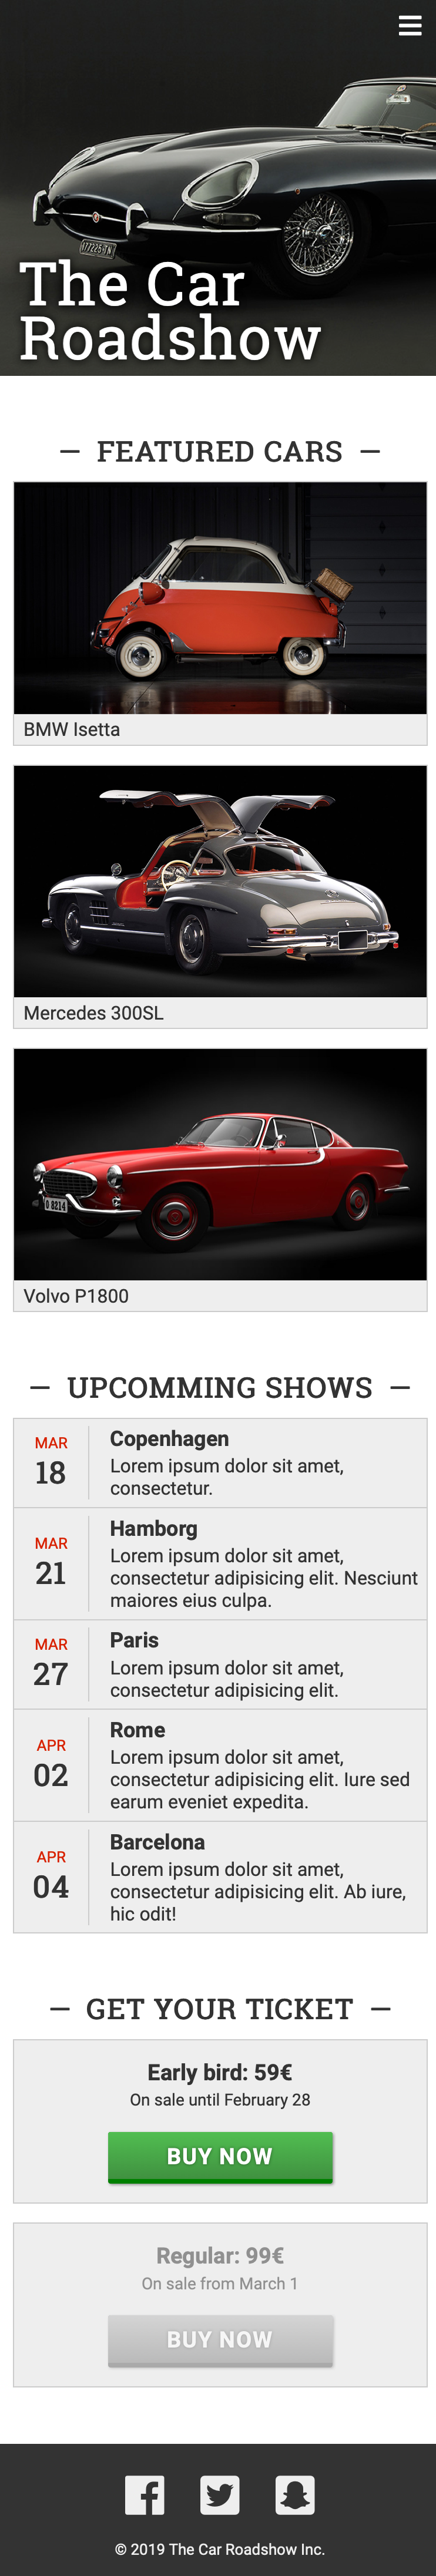 The Car
Roadshow
— FEATURED CARS —
BMW Isetta
Mercedes 300SL
Volvo P1800
— UPCOMMING SHOWS —
MAR
18
Copenhagen
Lorem ipsum dolor sit amet,
consectetur.
MAR
21
Hamborg
Lorem ipsum dolor sit amet,
consectetur adipisicing elit. Nesciunt
maiores eius culpa.
MAR
27
Paris
Lorem ipsum dolor sit amet,
consectetur adipisicing elit.
APR
02
Rome
Lorem ipsum dolor sit amet,
consectetur adipisicing elit. Iure sed
earum eveniet expedita.
APR
04
Barcelona
Lorem ipsum dolor sit amet,
consectetur adipisicing elit. Ab iure,
hic odit!
— GET YOUR TICKET —
Early bird: 59€
On sale until February 28
BUY NOW
Regular: 99€
On sale from March 1
BUY NOW
© 2019 The Car Roadshow Inc.